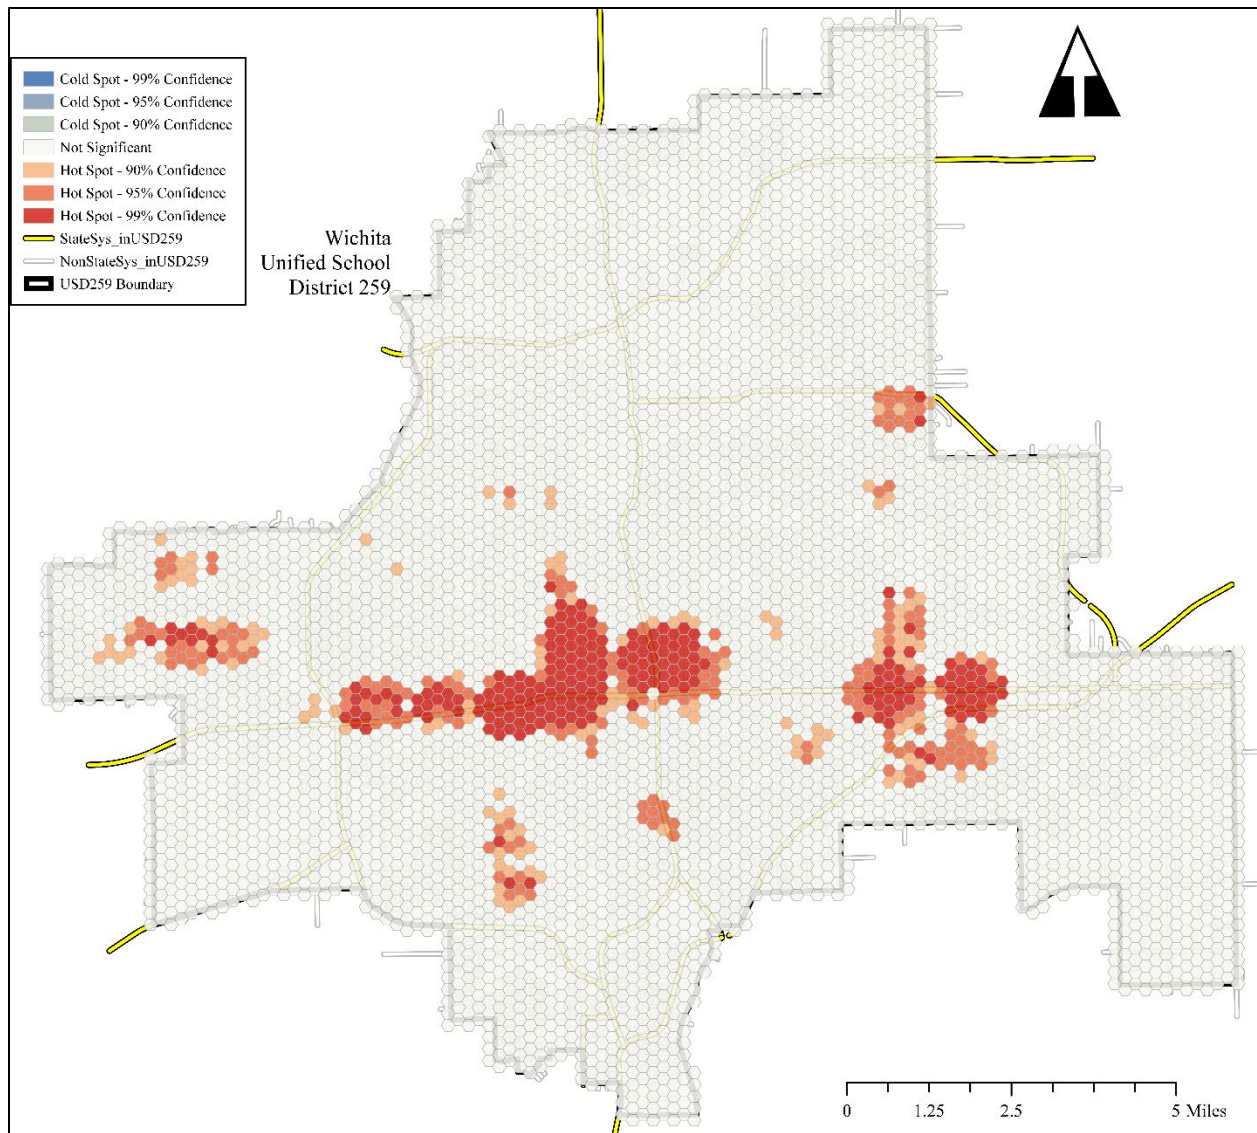 Cold Spot - 99% Confidence
Cold Spot - 95% Confidence
Cold Spot - 90% Confidence
Not Significant
Hot Spot - 90% Confidence
Hot Spot - 95% Confidence
Hot Spot - 99% Confidence
StateSys_inUSD259
NonStateSys_inUSD259
USD259 Boundary
Wichita
Unified School
District 259
0 1.25 2.5 5 Miles